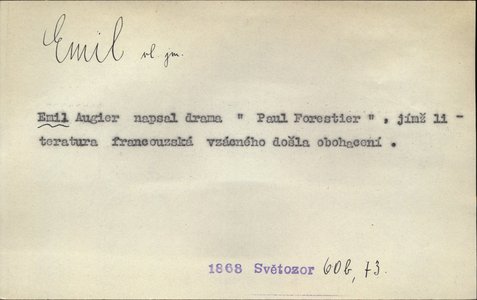 Emil vl. jm.
Emil Augier napsal drama " Paul Forestier " , jímž li -
teratura francouzská vzácného došla obohacení .
1868 Světozor 60b, 73.